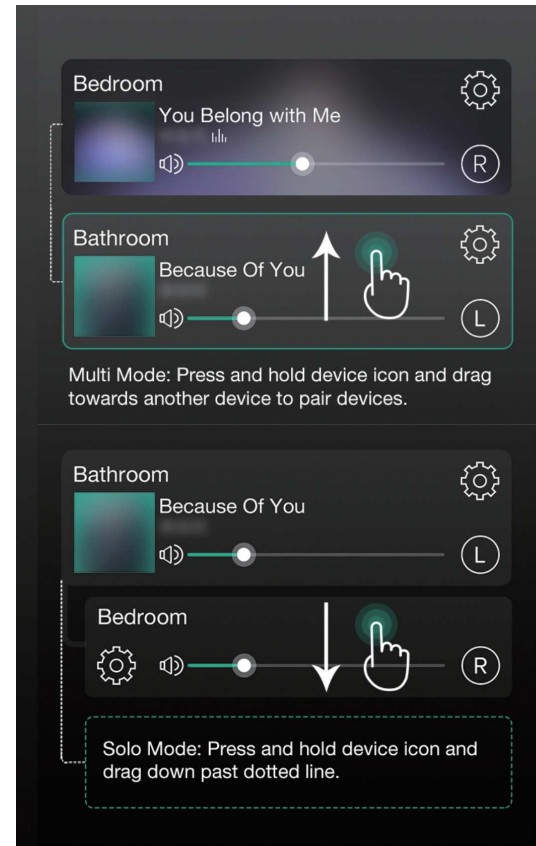 Bedroom
You Belong with Me
R
Bathroom
Because Of You
L
Multi Mode: Press and hold device icon and drag
towards another device to pair devices.
Bathroom
Because Of You
L
Bedroom
R
Solo Mode: Press and hold device icon and
drag down past dotted line.